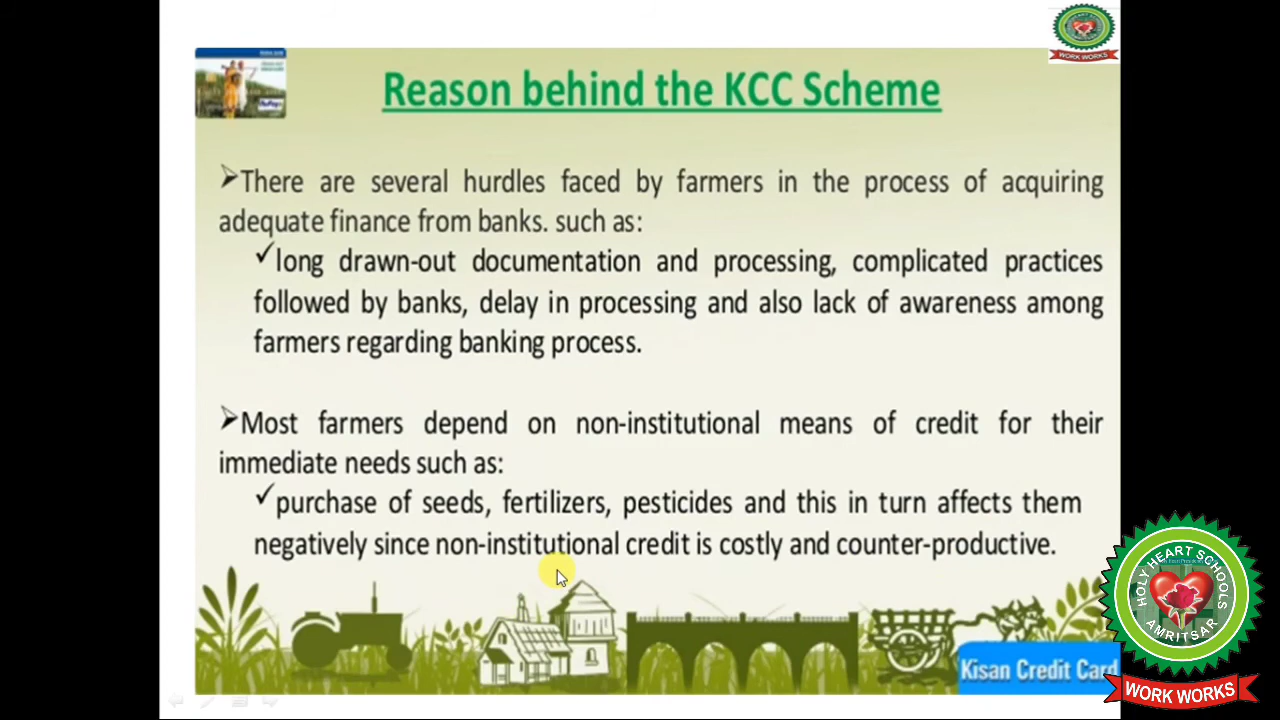 WORK WORKS
Reason behind the KCC Scheme
➢There are several hurdles faced by farmers in the process of acquiring
adequate finance from banks. such as:
✓long drawn-out documentation and processing, complicated practices
followed by banks, delay in processing and also lack of awareness among
farmers regarding banking process.
➢Most farmers depend on non-institutional means of credit for their
immediate needs such as:
✓purchase of seeds, fertilizers, pesticides and this in turn affects them
negatively since non-institutional credit is costly and counter-productive.
Kisan Credit Card
HOLY HEART SCHOOLS
AMRITSAR
WORK WORKS